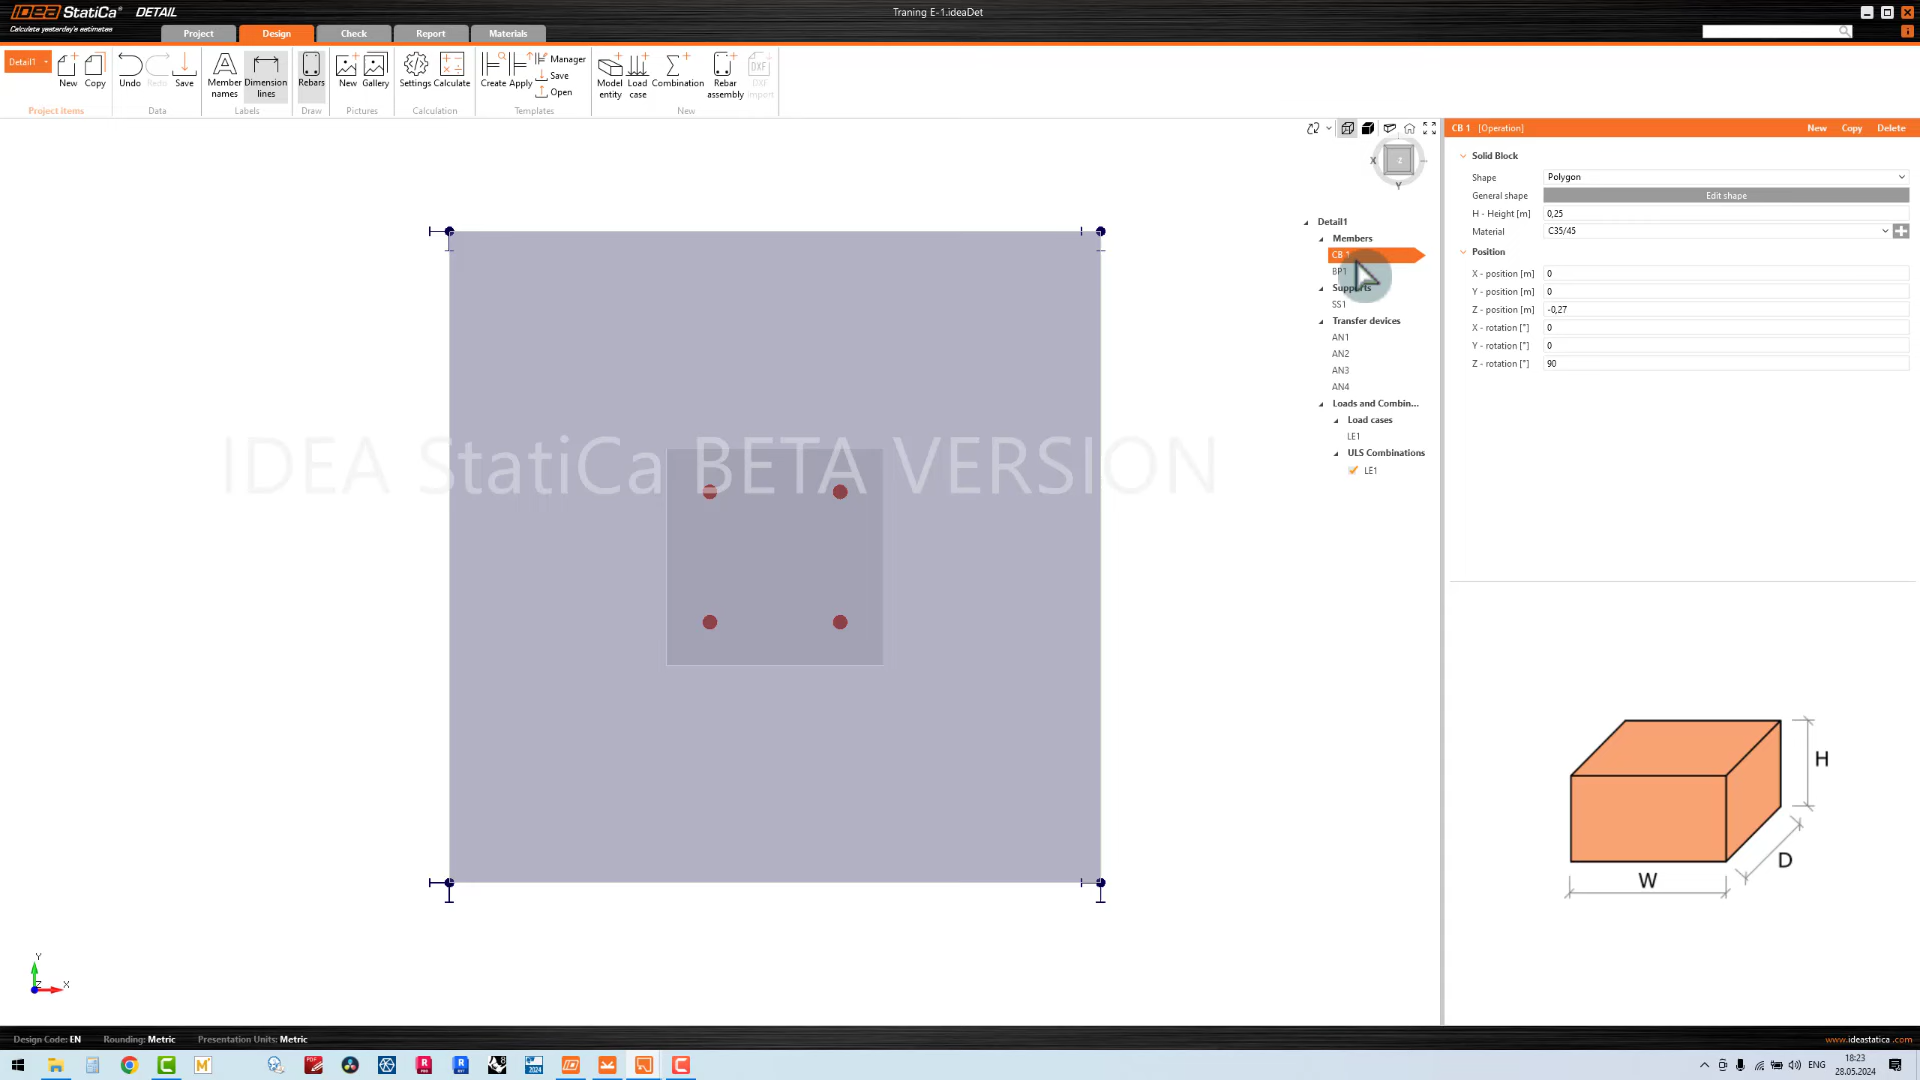 IDEA StatiCa® DETAIL
Calculate yesterday's estimates
Traning E-1.ideaDet
Project
Design
Check
Report
Materials
Detail1
New
Copy
Undo
Redo
Save
Member names
Dimension lines
Rebars
New
Gallery
Settings
Calculate
Create
Apply
Manager
Save
Open
Model entity
Load case
Combination
Rebar assembly
DXF import
Project items
Data
Labels
Draw
Pictures
Calculation
Templates
New
X
Z
Y
Detail1
Members
CB 1
BP1
Supports
SS1
Transfer devices
AN1
AN2
AN3
AN4
Loads and Combin...
Load cases
LE1
ULS Combinations
LE1
IDEA StatiCa BETA VERSION
CB 1 [Operation]
New
Copy
Delete
Solid Block
Shape Polygon
General shape Edit shape
H - Height [m] 0,25
Material C35/45
Position
X - position [m] 0
Y - position [m] 0
Z - position [m] -0,27
X - rotation [°] 0
Y - rotation [°] 0
Z - rotation [°] 90
H
D
W
Y
Z
X
Design Code: EN
Rounding: Metric
Presentation Units: Metric
www.ideastatica.com
ENG
18:23
28.05.2024